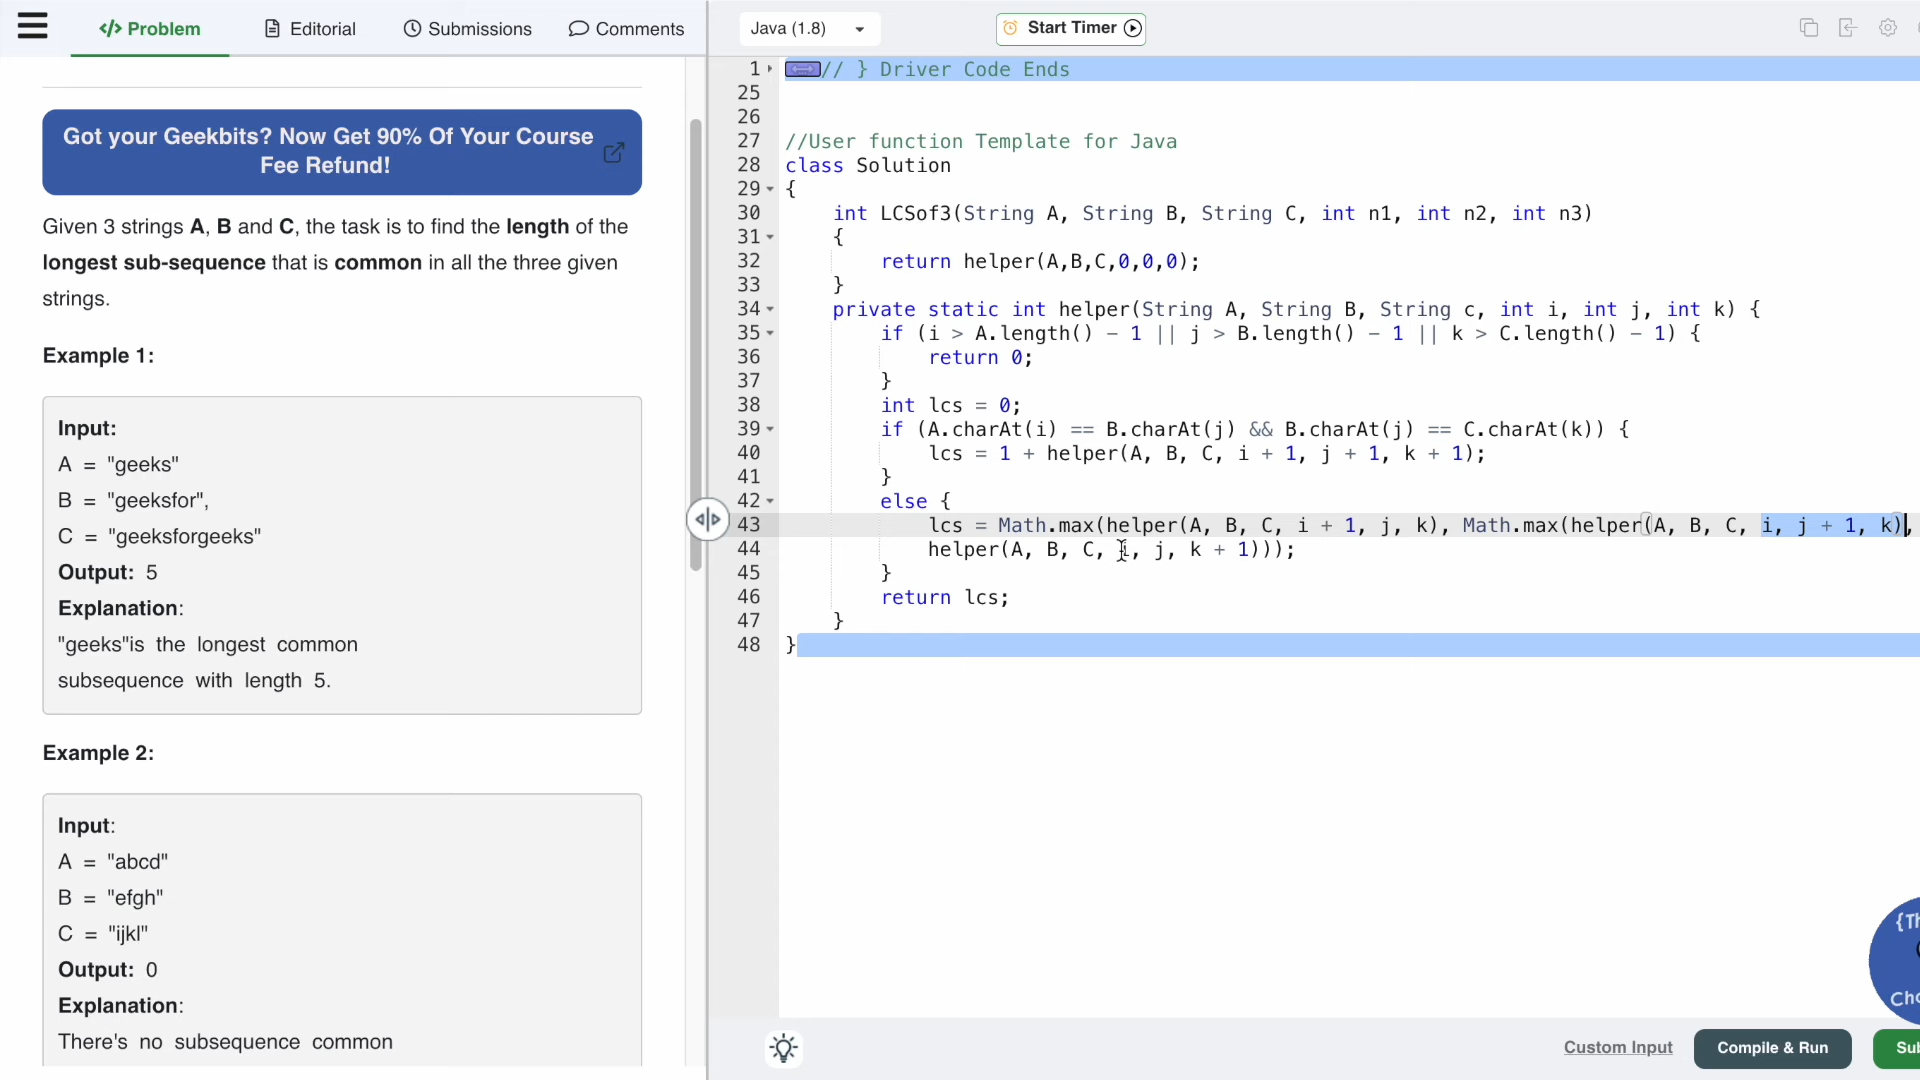 Problem
Editorial
Submissions
Comments
Got your Geekbits? Now Get 90% Of Your Course
Fee Refund!
Given 3 strings A, B and C, the task is to find the length of the
longest sub-sequence that is common in all the three given
strings.
Example 1:
Input:
A = "geeks"
B = "geeksfor",
C = "geeksforgeeks"
Output: 5
Explanation:
"geeks"is the longest common
subsequence with length 5.
Example 2:
Input:
A = "abcd"
B = "efgh"
C = "ijkl"
Output: 0
Explanation:
There's no subsequence common
Java (1.8)
Start Timer
1 // } Driver Code Ends
25
26
27 //User function Template for Java
28 class Solution
29 {
30 int LCSof3(String A, String B, String C, int n1, int n2, int n3)
31 {
32 return helper(A,B,C,0,0,0);
33 }
34 private static int helper(String A, String B, String c, int i, int j, int k) {
35 if (i > A.length() - 1 || j > B.length() - 1 || k > C.length() - 1) {
36 return 0;
37 }
38 int lcs = 0;
39 if (A.charAt(i) == B.charAt(j) && B.charAt(j) == C.charAt(k)) {
40 lcs = 1 + helper(A, B, C, i + 1, j + 1, k + 1);
41 }
42 else {
43 lcs = Math.max(helper(A, B, C, i + 1, j, k), Math.max(helper(A, B, C, i, j + 1, k),
44 helper(A, B, C, i, j, k + 1)));
45 }
46 return lcs;
47 }
48 }
{Th
Cho
Custom Input
Compile & Run
Sub